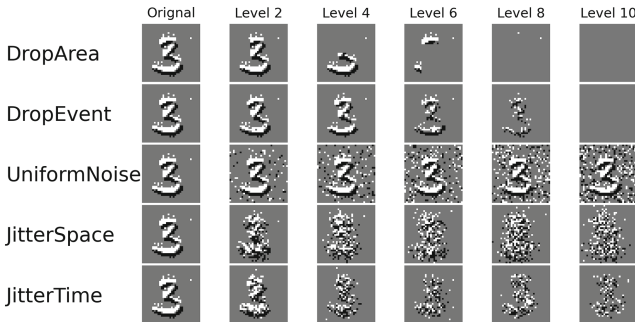 Orignal Level 2 Level 4 Level 6 Level 8 Level 10
DropArea
DropEvent
UniformNoise
JitterSpace
JitterTime